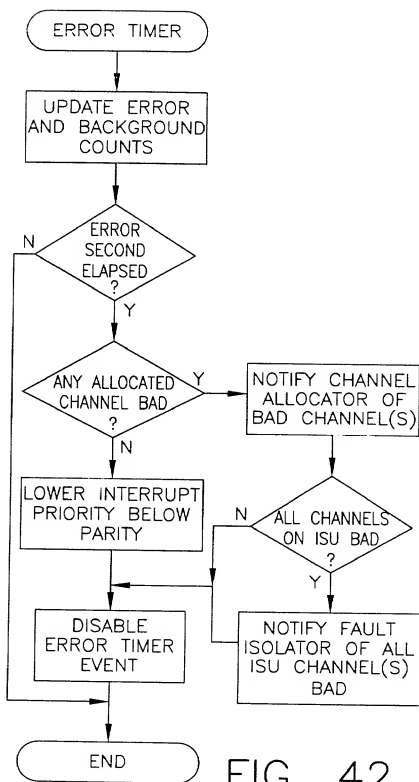 ERROR TIMER
UPDATE ERROR
AND BACKGROUND
COUNTS
N
ERROR
SECOND
ELAPSED
?
Y
ANY ALLOCATED
CHANNEL BAD
?
Y
N
NOTIFY CHANNEL
ALLOCATOR OF
BAD CHANNEL(S)
LOWER INTERRUPT
PRIORITY BELOW
PARITY
N
ALL CHANNELS
ON ISU BAD
?
Y
DISABLE
ERROR TIMER
EVENT
NOTIFY FAULT
ISOLATOR OF ALL
ISU CHANNEL(S)
BAD
END
FIG. 42